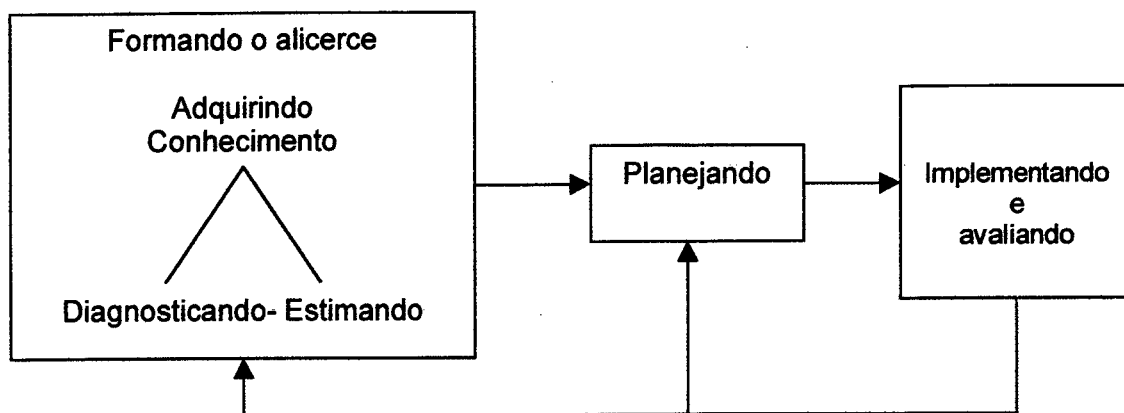 Formando o alicerce
Adquirindo
Conhecimento
Diagnosticando- Estimando
Planejando
Implementando
e
avaliando